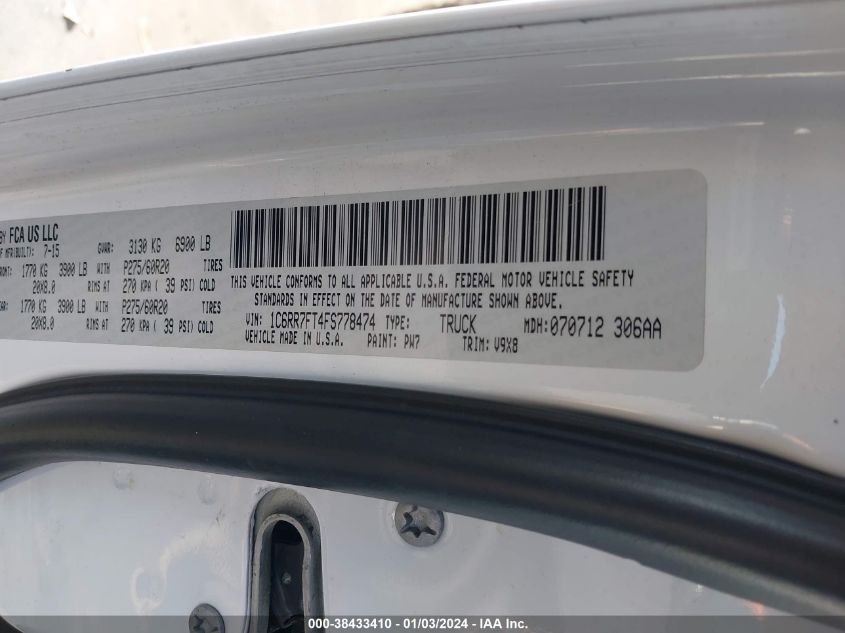 BY FCA US LLC
OF MFR(BUILT): 7-15 GVWR: 3130 KG 6900 LB
FRONT: 1770 KG 3900 LB WITH P275/60R20 TIRES
20X8.0 RIMS AT 270 KPA ( 39 PSI) COLD
EAR: 1770 KG 3900 LB WITH P275/60R20 TIRES
20X8.0 RIMS AT 270 KPA ( 39 PSI) COLD
THIS VEHICLE CONFORMS TO ALL APPLICABLE U.S.A. FEDERAL MOTOR VEHICLE SAFETY
STANDARDS IN EFFECT ON THE DATE OF MANUFACTURE SHOWN ABOVE.
VIN: 1C6RR7FT4FS778474 TYPE: TRUCK MDH:070712 306AA
VEHICLE MADE IN U.S.A. PAINT: PW7 TRIM: V9X8
000-38433410 - 01/03/2024 - IAA Inc.